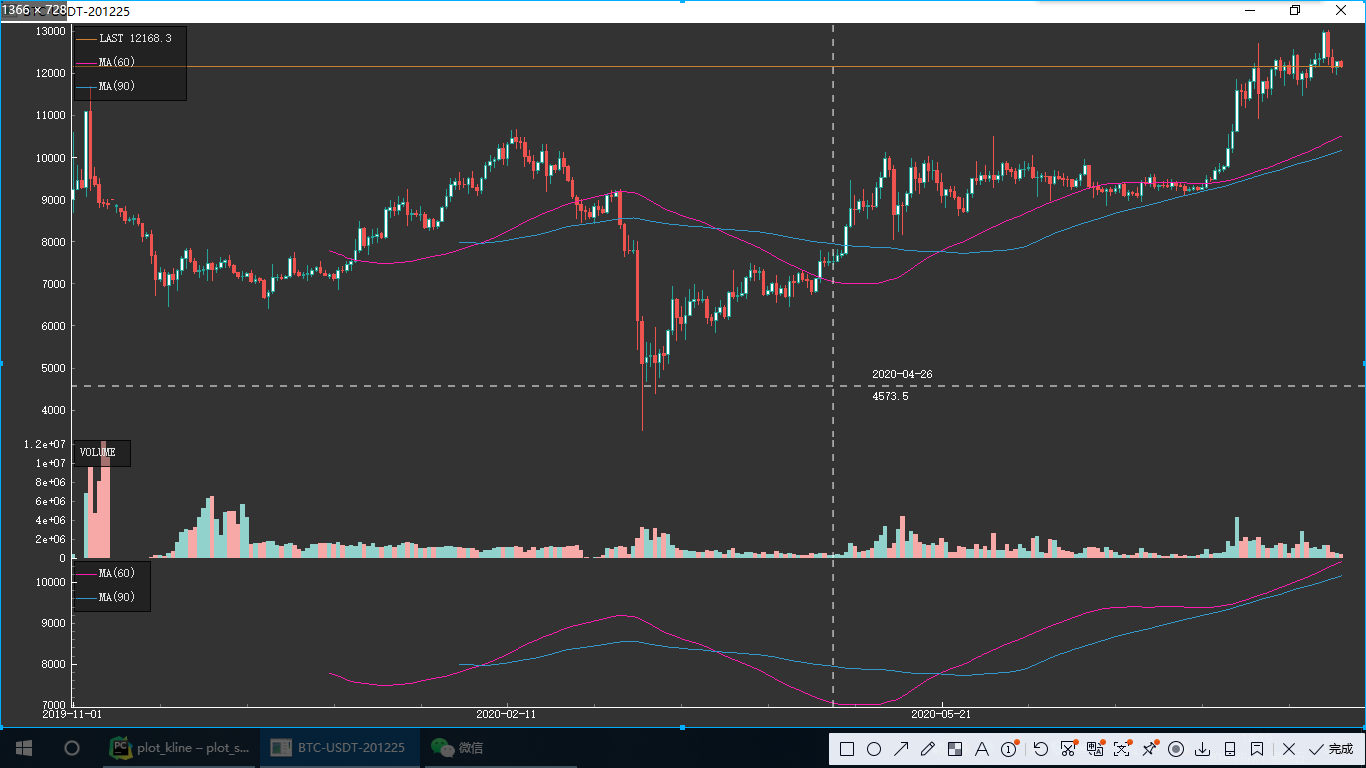 1366 × 728
BTC-USDT-201225
LAST 12168.3
MA(60)
MA(90)
13000
12000
11000
10000
9000
8000
7000
6000
5000
4000
2020-04-26
4573.5
VOLUME
1.2e+07
1e+07
8e+06
6e+06
4e+06
2e+06
0
MA(60)
MA(90)
10000
9000
8000
7000
2019-11-01
2020-02-11
2020-05-21
plot_kline – plot_s...
BTC-USDT-201225
微信
完成